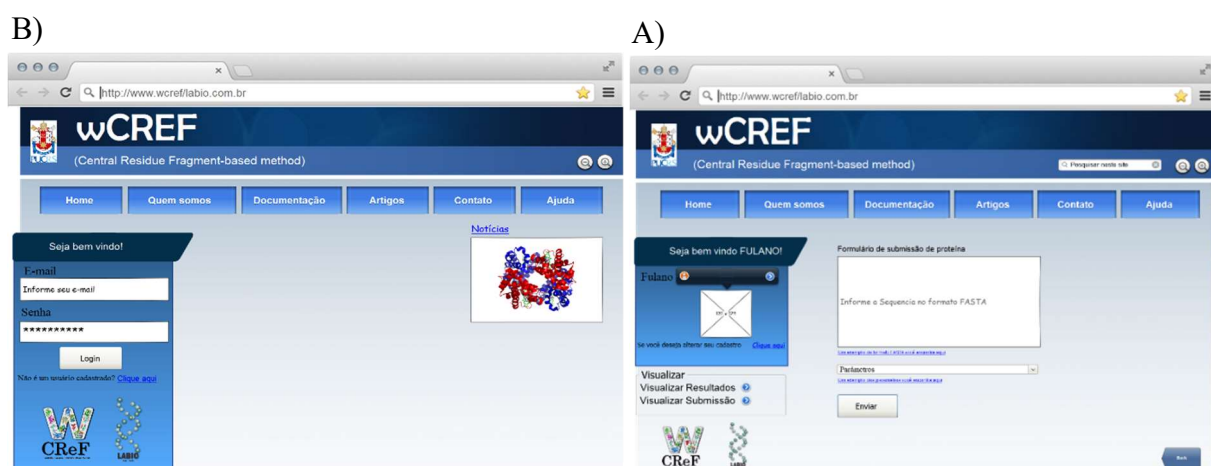 B)
http://www.wcref/labio.com.br
wCREF
(Central Residue Fragment-based method)
Home Quem somos Documentação Artigos Contato Ajuda
Seja bem vindo!
E-mail
Informe seu e-mail
Senha
**********
Login
Não é um usuário cadastrado? Clique aqui
CReF
LABIO
Notícias
A)
http://www.wcref/labio.com.br
wCREF
(Central Residue Fragment-based method)
Pesquisar neste site
Home Quem somos Documentação Artigos Contato Ajuda
Seja bem vindo FULANO!
Fulano
Se você deseja alterar seu cadastro Clique aqui
Visualizar
Visualizar Resultados
Visualizar Submissão
CReF
LABIO
Formulário de submissão de proteína
Informe a Sequencia no formato FASTA
Parâmetros
Enviar
Back